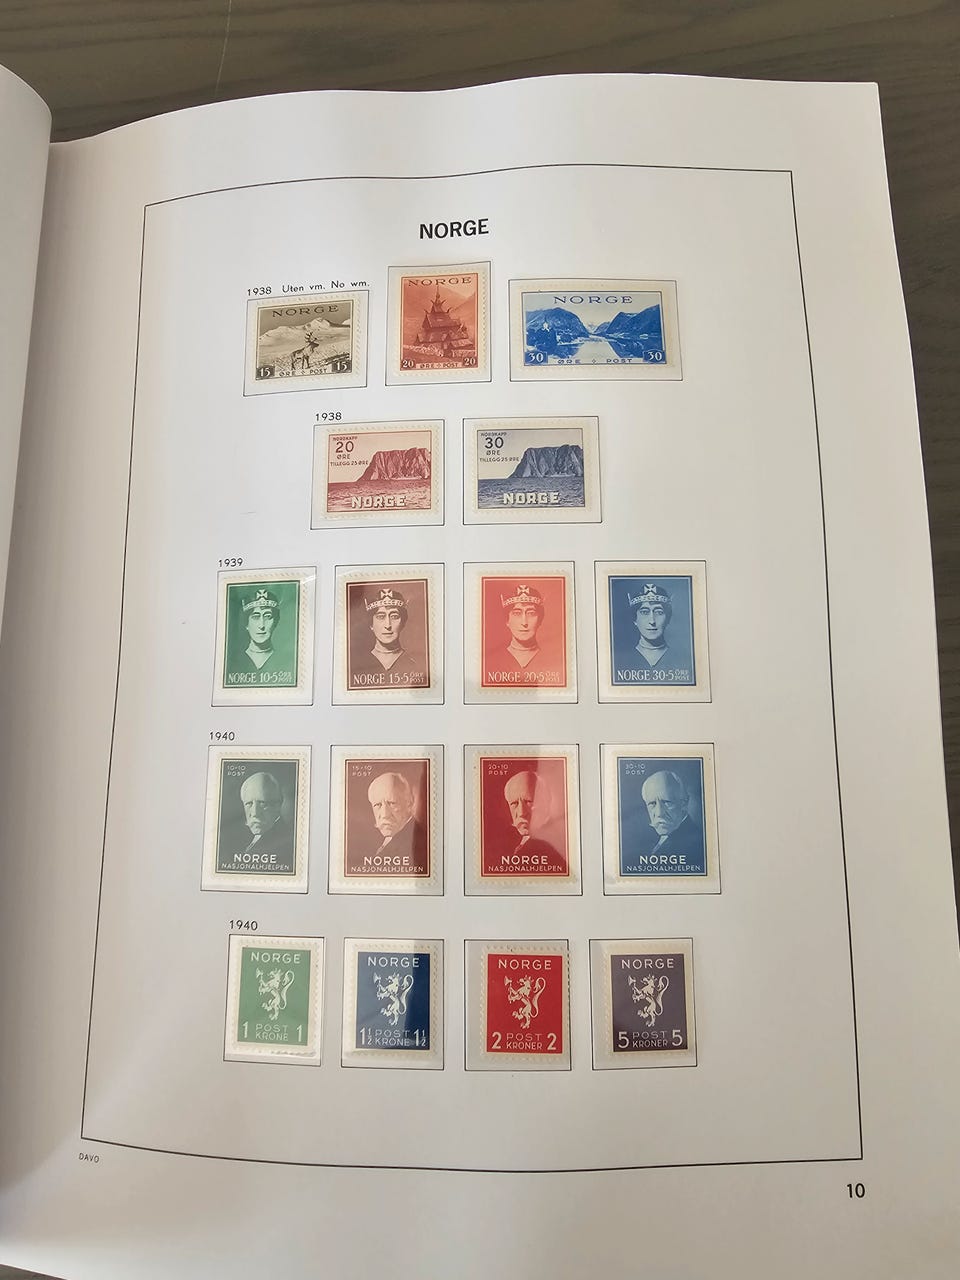 NORGE
1938 Uten vm. No wm.
NORGE
15 15
ØRE POST
NORGE
20 20
ØRE POST
NORGE
30 30
ØRE POST
1938
NORDKAPP
20
ØRE
TILLEGG 25 ØRE
NORGE
NORDKAPP
30
ØRE
TILLEGG 25 ØRE
NORGE
1939
NORGE 10+5 ØRE POST
NORGE 15+5 ØRE POST
NORGE 20+5 ØRE POST
NORGE 30+5 ØRE POST
1940
10+10
POST
NORGE
NASJONALHJELPEN
15+10
POST
NORGE
NASJONALHJELPEN
20+10
POST
NORGE
NASJONALHJELPEN
30+10
POST
NORGE
NASJONALHJELPEN
1940
NORGE
1 POST 1
KRONE
NORGE
1½ POST 1½
KRONE
NORGE
2 POST 2
KRONER
NORGE
5 POST 5
KRONER
DAVO
10